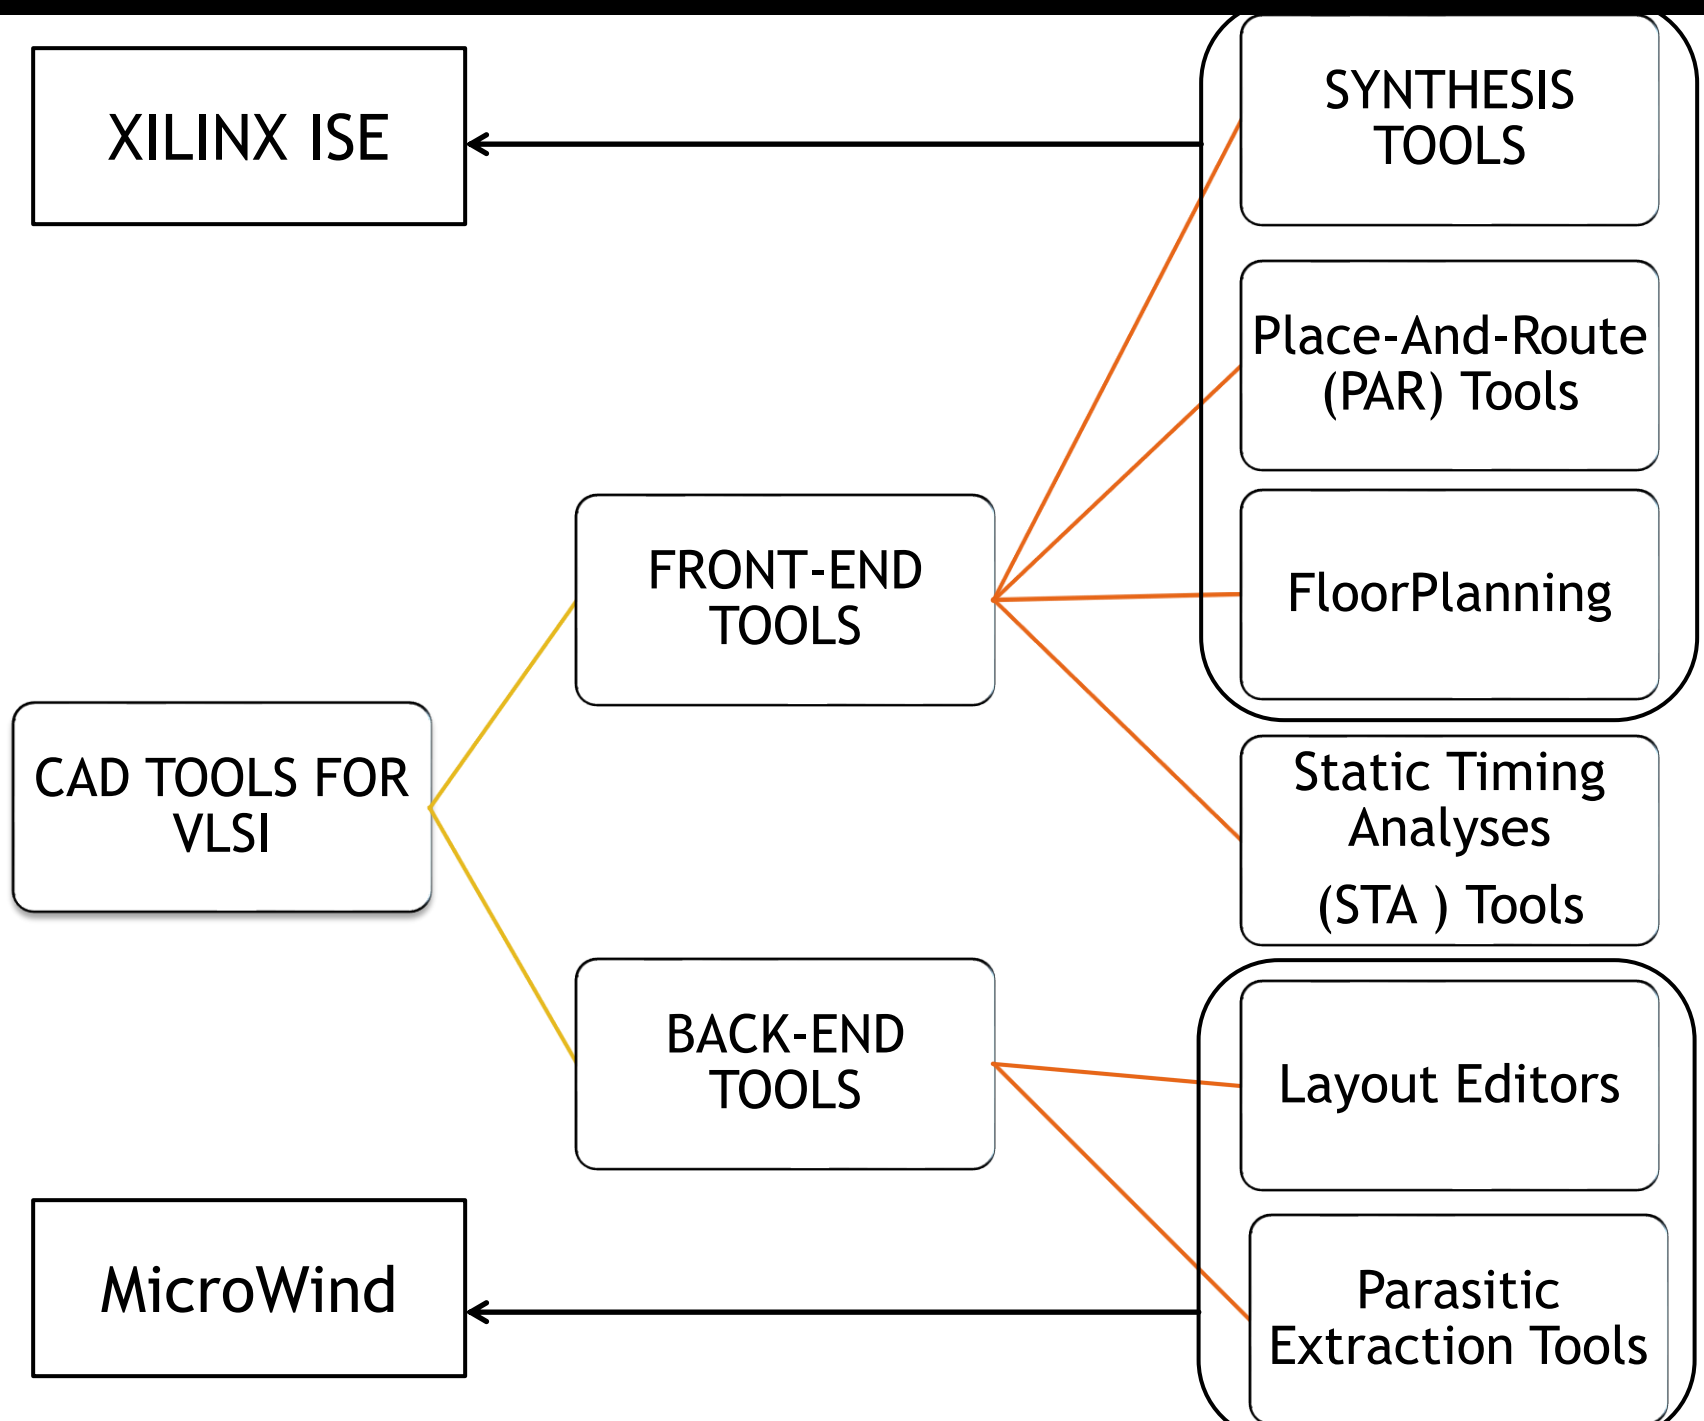 XILINX ISE
SYNTHESIS
TOOLS
Place-And-Route
(PAR) Tools
FRONT-END
TOOLS
FloorPlanning
CAD TOOLS FOR
VLSI
Static Timing
Analyses
(STA ) Tools
BACK-END
TOOLS
Layout Editors
MicroWind
Parasitic
Extraction Tools